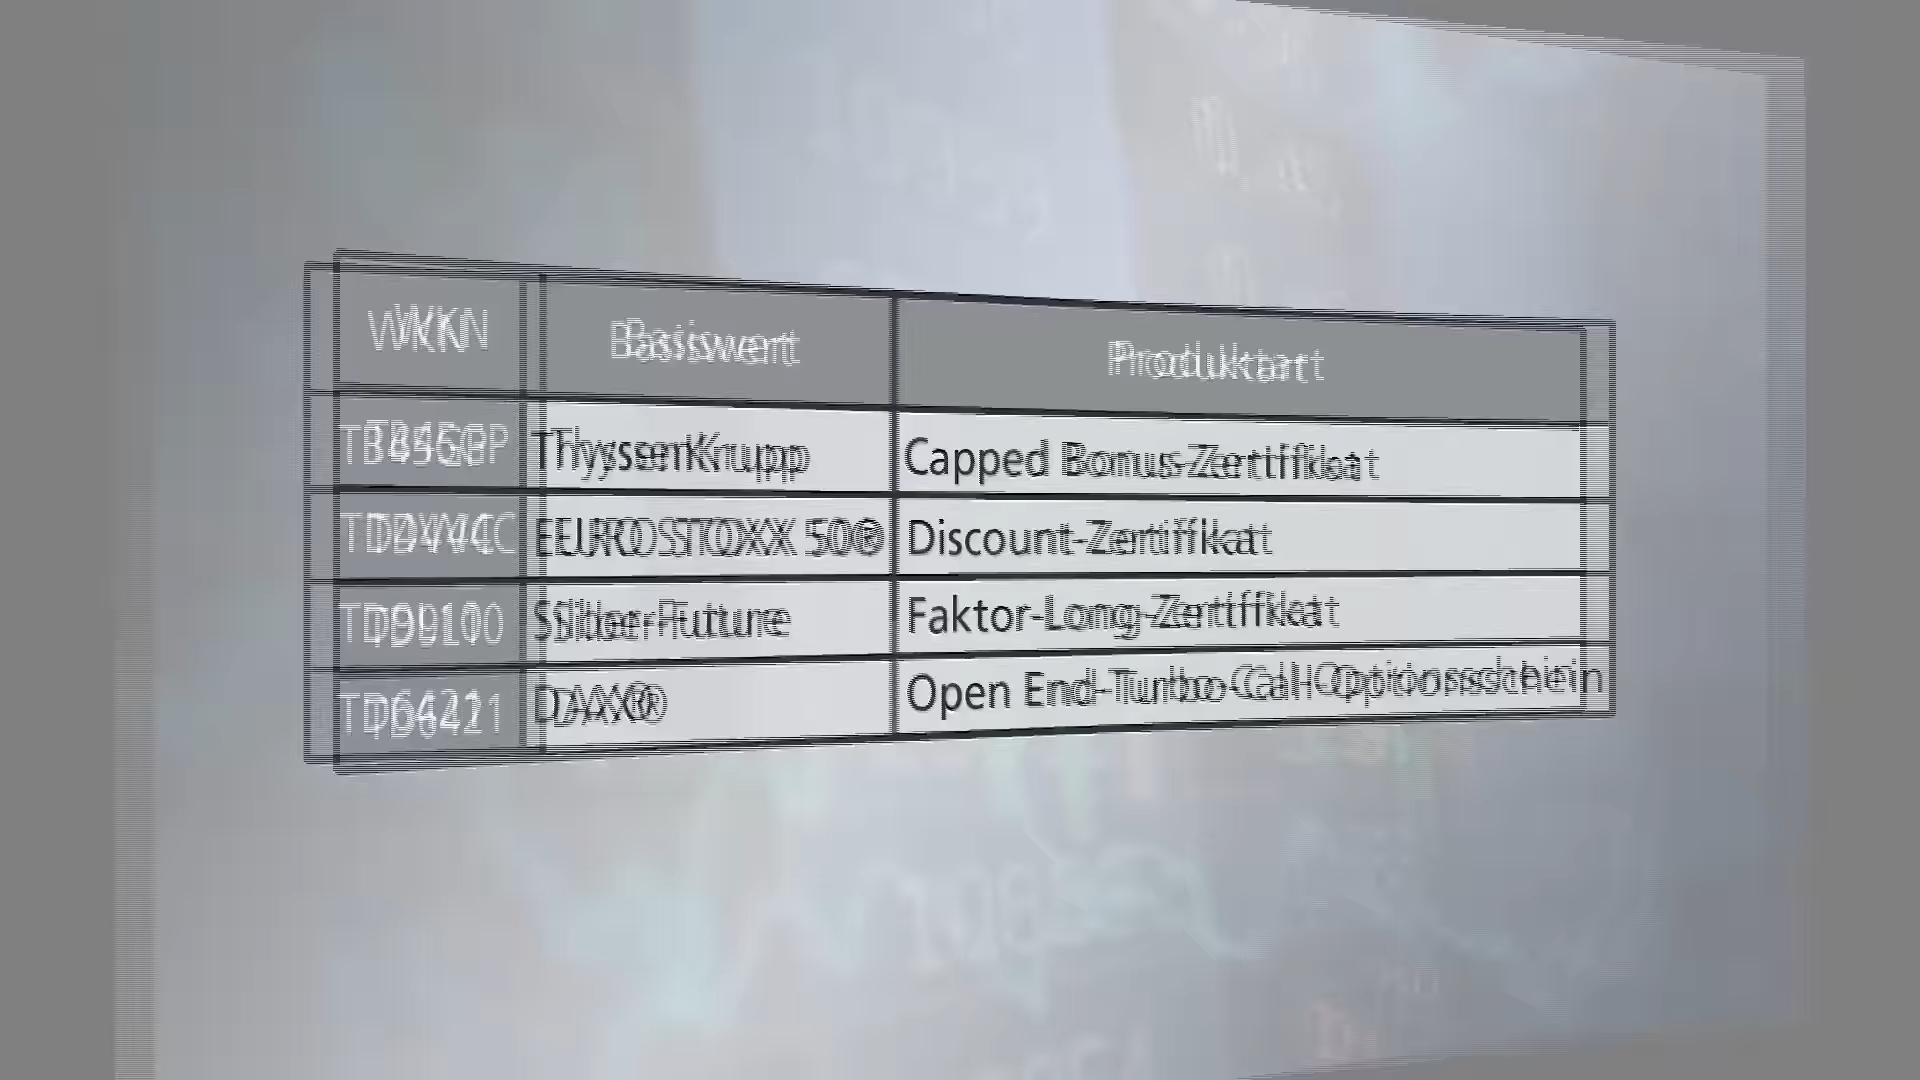 WKN Basiswert Produktart
ThyssenKrupp Capped Bonus-Zertifikat
EURO STOXX 50® Discount-Zertifikat
Silber-Future Faktor-Long-Zertifikat
DAX® Open End-Turbo-Call-Optionsschein